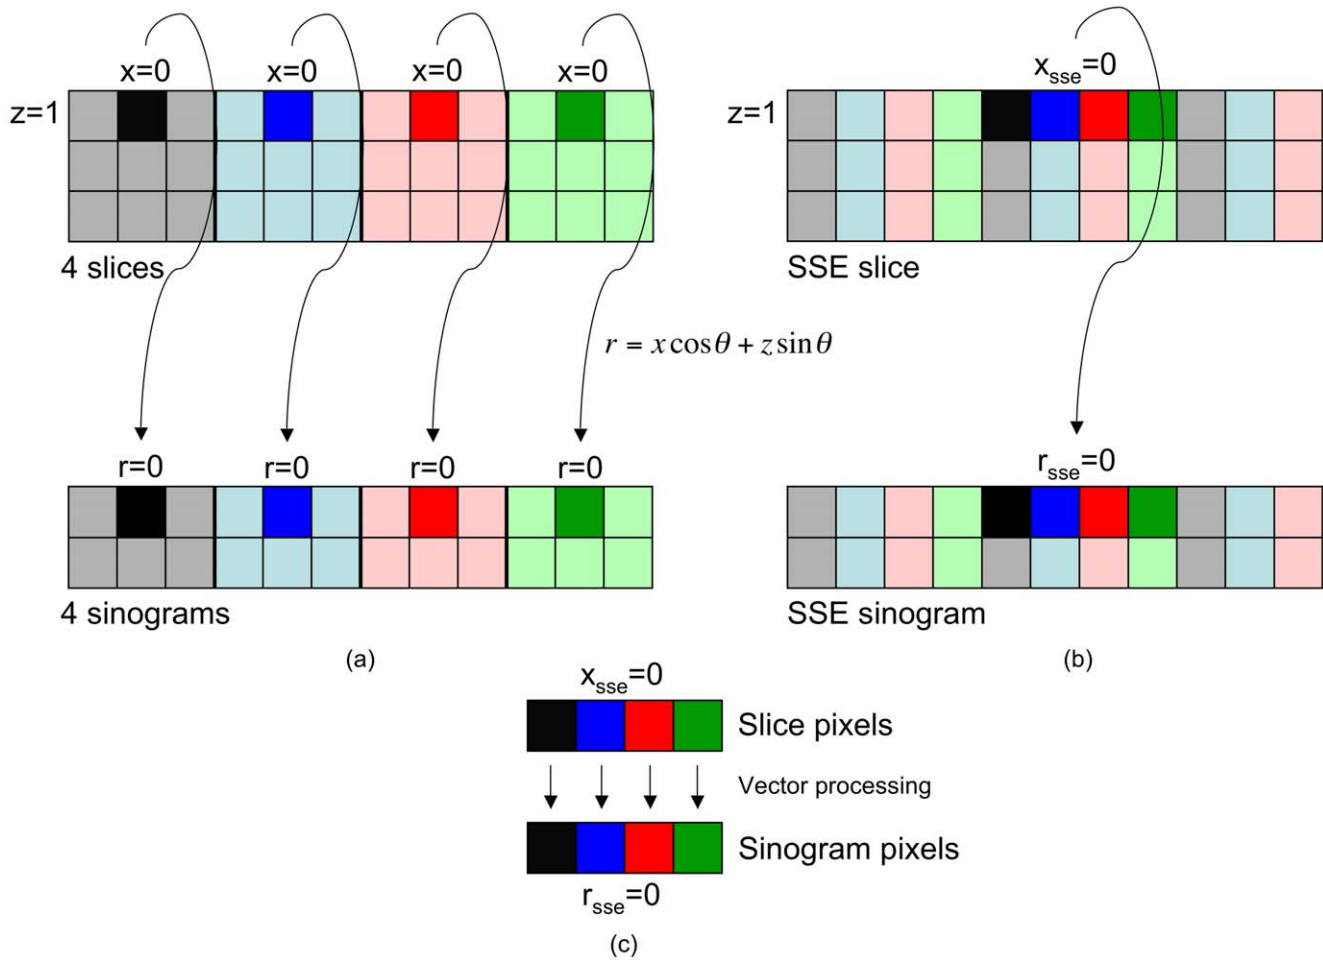 x=0 x=0 x=0 x=0
z=1
4 slices
r = x cos θ + z sin θ
r=0 r=0 r=0 r=0
4 sinograms
(a)
x_sse=0
z=1
SSE slice
r_sse=0
SSE sinogram
(b)
x_sse=0
Slice pixels
Vector processing
Sinogram pixels
r_sse=0
(c)